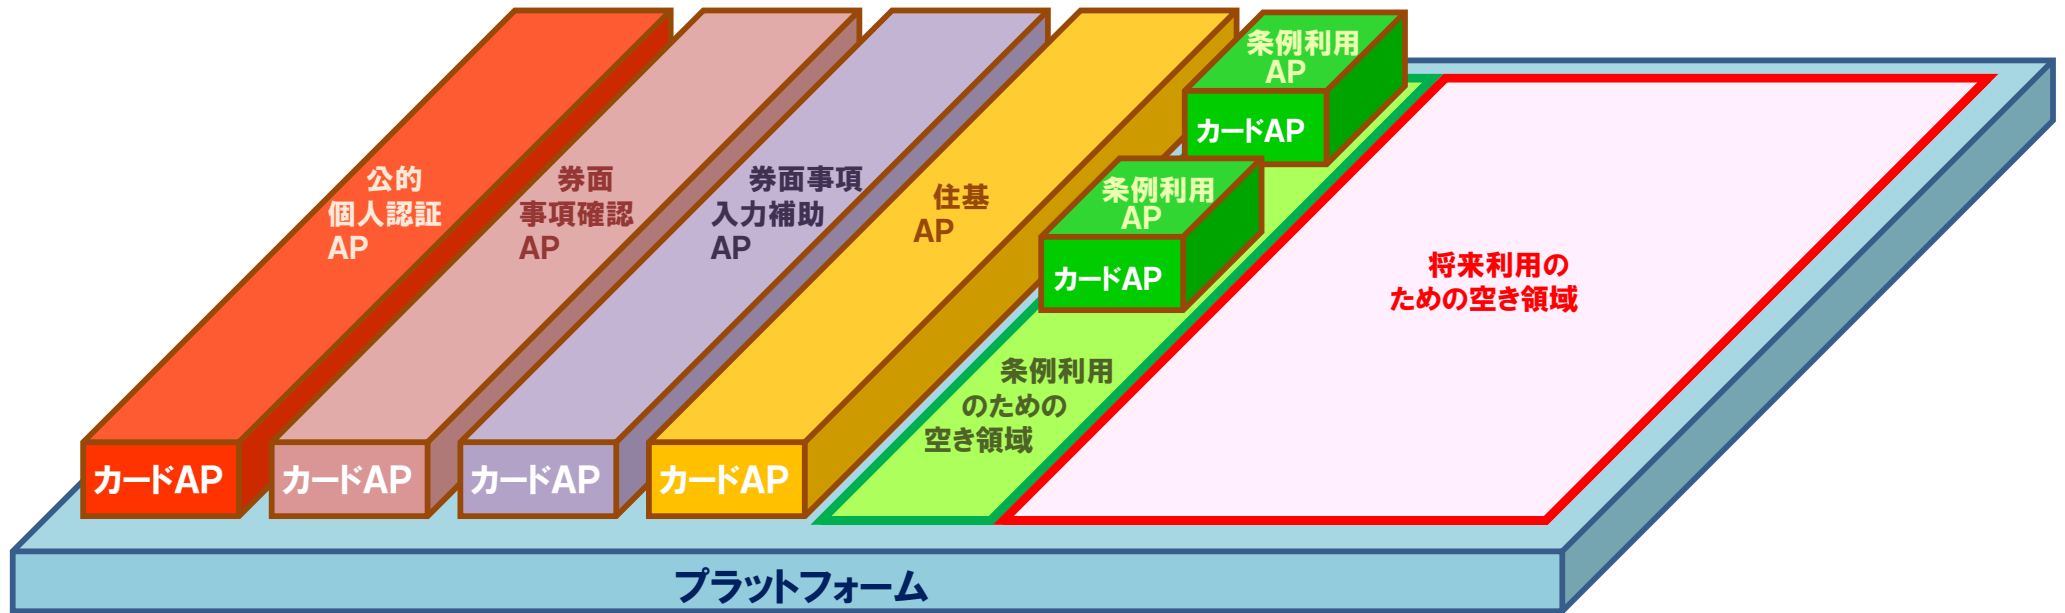 公的
個人認証
AP
カードAP
券面
事項確認
AP
カードAP
券面事項
入力補助
AP
カードAP
住基
AP
カードAP
条例利用
AP
カードAP
条例利用
AP
カードAP
条例利用
のための
空き領域
将来利用の
ための空き領域
プラットフォーム